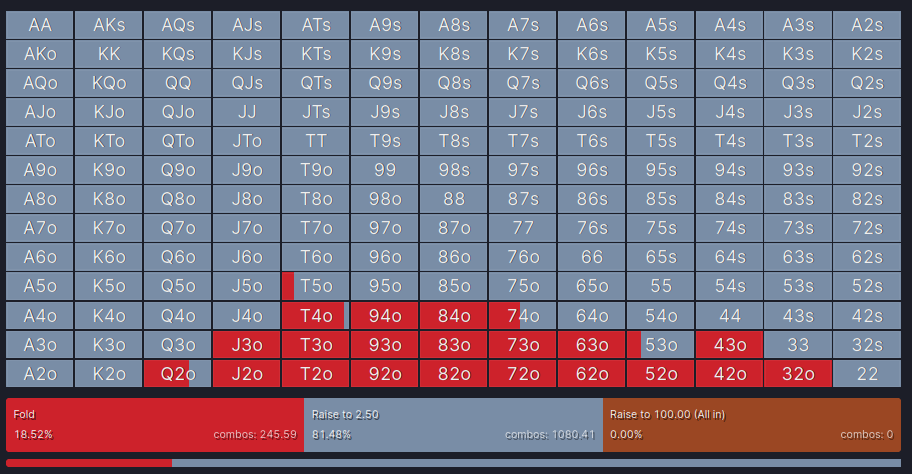 AA AKs AQs AJs ATs A9s A8s A7s A6s A5s A4s A3s A2s
AKo KK KQs KJs KTs K9s K8s K7s K6s K5s K4s K3s K2s
AQo KQo QQ QJs QTs Q9s Q8s Q7s Q6s Q5s Q4s Q3s Q2s
AJo KJo QJo JJ JTs J9s J8s J7s J6s J5s J4s J3s J2s
ATo KTo QTo JTo TT T9s T8s T7s T6s T5s T4s T3s T2s
A9o K9o Q9o J9o T9o 99 98s 97s 96s 95s 94s 93s 92s
A8o K8o Q8o J8o T8o 98o 88 87s 86s 85s 84s 83s 82s
A7o K7o Q7o J7o T7o 97o 87o 77 76s 75s 74s 73s 72s
A6o K6o Q6o J6o T6o 96o 86o 76o 66 65s 64s 63s 62s
A5o K5o Q5o J5o T5o 95o 85o 75o 65o 55 54s 53s 52s
A4o K4o Q4o J4o T4o 94o 84o 74o 64o 54o 44 43s 42s
A3o K3o Q3o J3o T3o 93o 83o 73o 63o 53o 43o 33 32s
A2o K2o Q2o J2o T2o 92o 82o 72o 62o 52o 42o 32o 22
Fold Raise to 2.50 Raise to 100.00 (All in)
18.52% combos: 245.59 81.48% combos: 1080.41 0.00% combos: 0